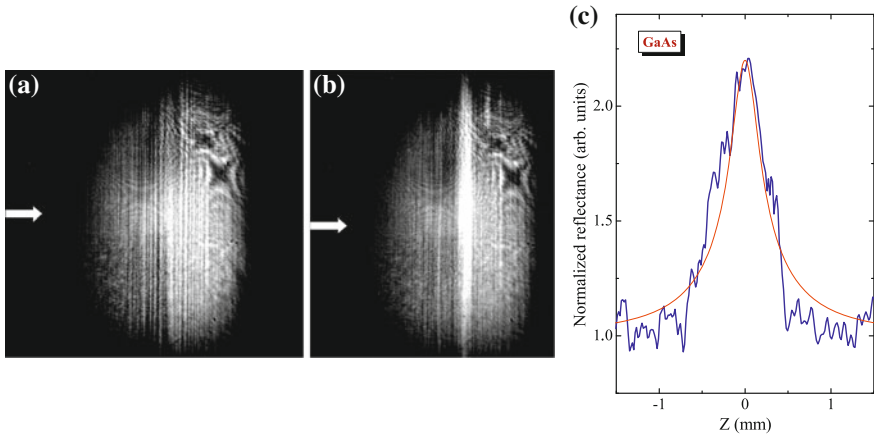 (a)
(b)
(c)
GaAs
Normalized reflectance (arb. units)
2.0
1.5
1.0
-1
0
1
Z (mm)